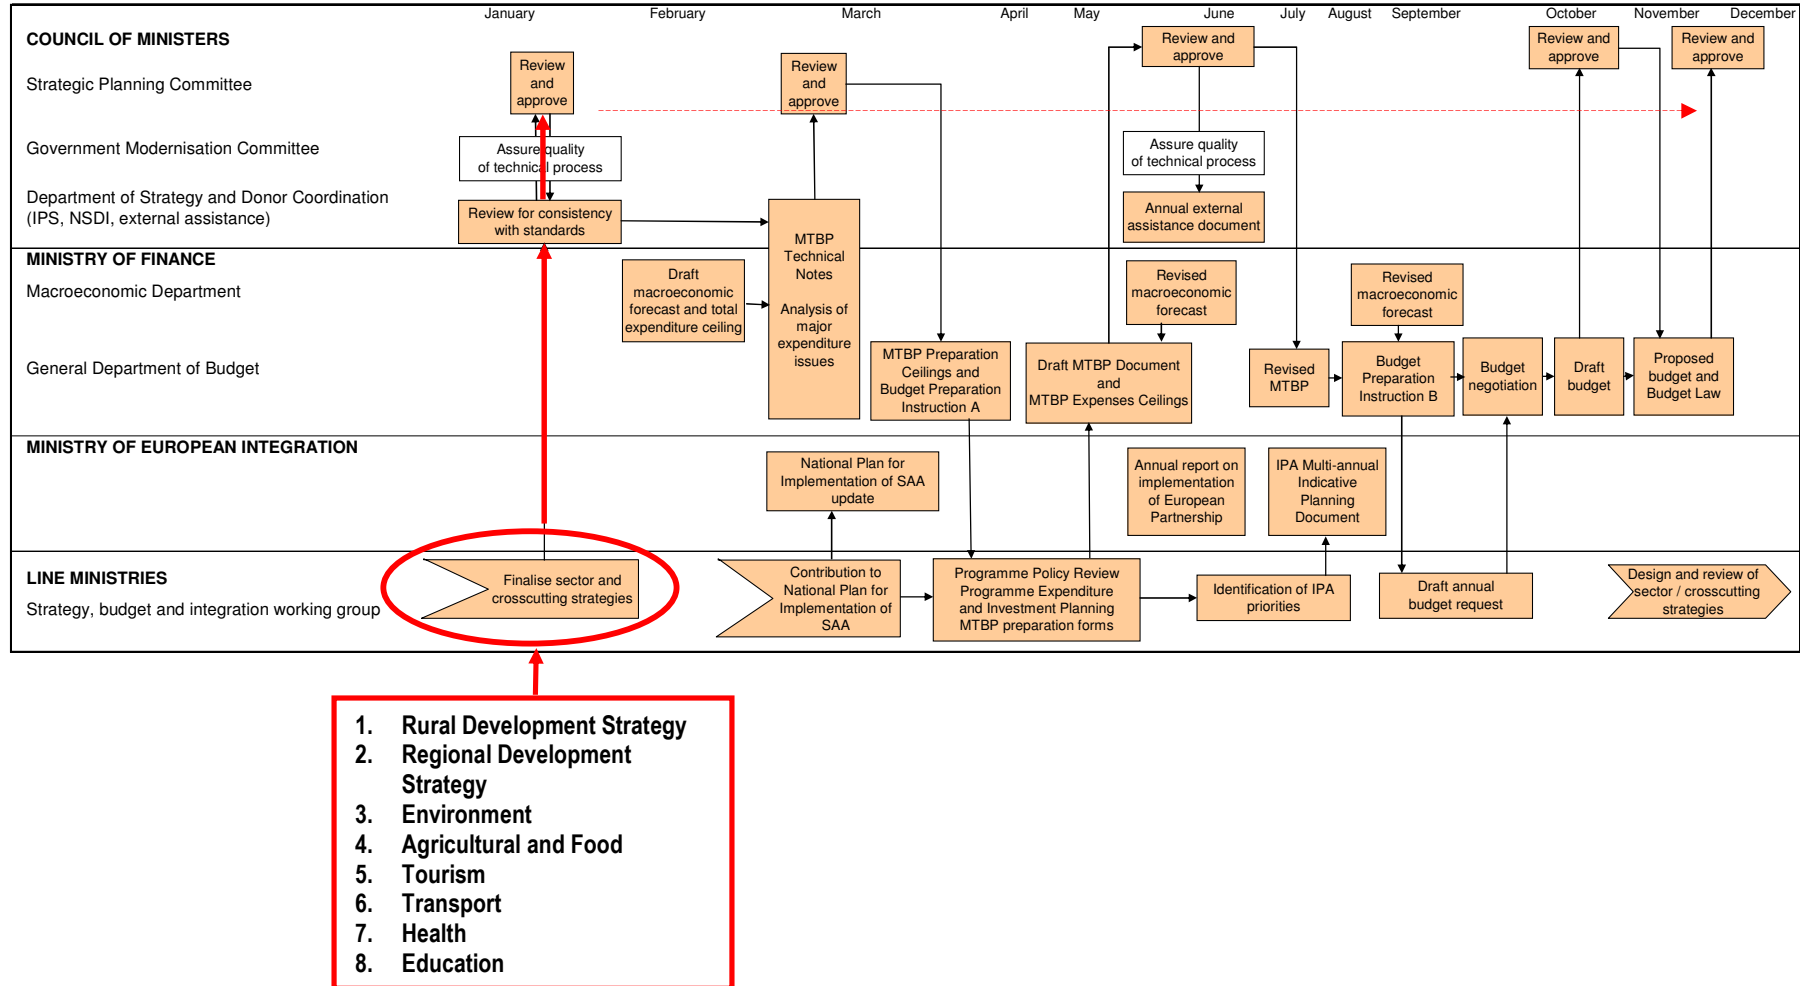 January February March April May June July August September October November December
COUNCIL OF MINISTERS
Strategic Planning Committee
Government Modernisation Committee
Department of Strategy and Donor Coordination
(IPS, NSDI, external assistance)
Review
and
approve
Assure quality
of technical process
Review for consistency
with standards
Review
and
approve
Review and
approve
Assure quality
of technical process
Annual external
assistance document
Review and
approve
Review and
approve
MINISTRY OF FINANCE
Macroeconomic Department
General Department of Budget
Draft
macroeconomic
forecast and total
expenditure ceiling
MTBP
Technical
Notes
Analysis of
major
expenditure
issues
MTBP Preparation
Ceilings and
Budget Preparation
Instruction A
Revised
macroeconomic
forecast
Draft MTBP Document
and
MTBP Expenses Ceilings
Revised
MTBP
Revised
macroeconomic
forecast
Budget
Preparation
Instruction B
Budget
negotiation
Draft
budget
Proposed
budget and
Budget Law
MINISTRY OF EUROPEAN INTEGRATION
National Plan for
Implementation of SAA
update
Annual report on
implementation
of European
Partnership
IPA Multi-annual
Indicative
Planning
Document
LINE MINISTRIES
Strategy, budget and integration working group
Finalise sector and
crosscutting strategies
Contribution to
National Plan for
Implementation of
SAA
Programme Policy Review
Programme Expenditure
and Investment Planning
MTBP preparation forms
Identification of IPA
priorities
Draft annual
budget request
Design and review of
sector / crosscutting
strategies
1. Rural Development Strategy
2. Regional Development
Strategy
3. Environment
4. Agricultural and Food
5. Tourism
6. Transport
7. Health
8. Education